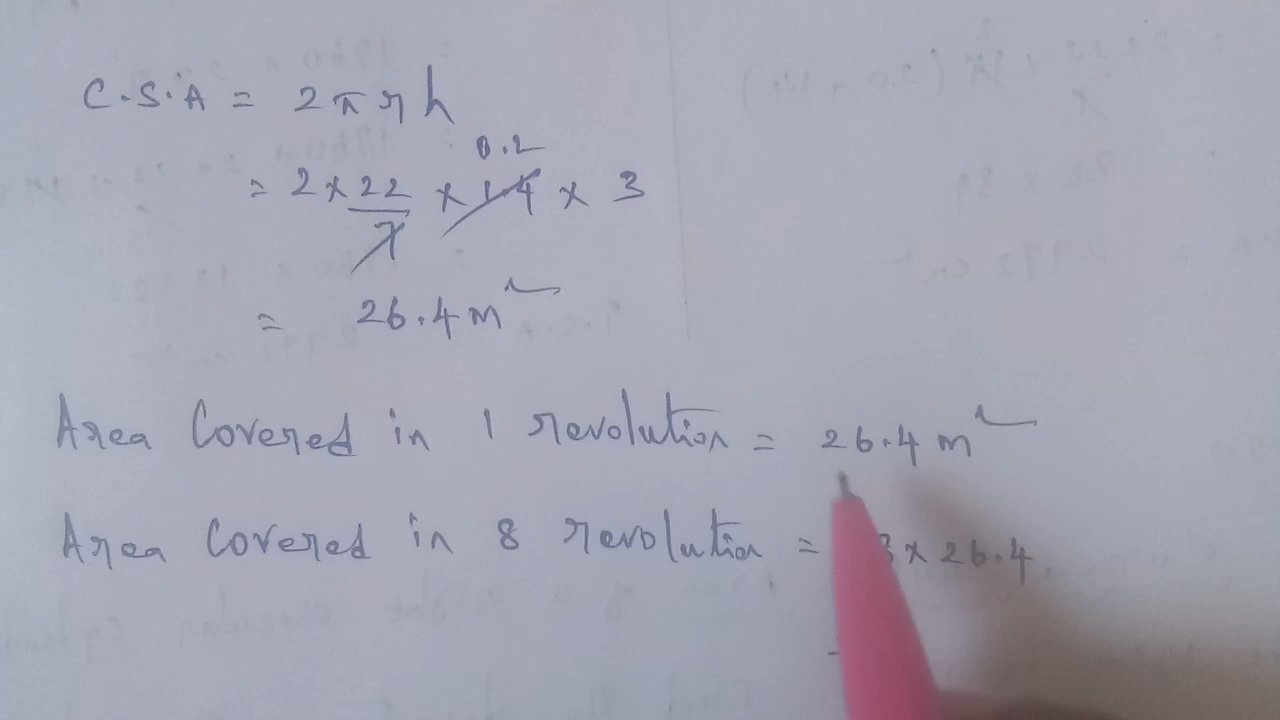 C.S.A = 2πrh
= 2 × 22/7 × 1.4 × 3
0.2
= 26.4 m²
Area Covered in 1 revolution = 26.4 m²
Area Covered in 8 revolution = 8 × 26.4